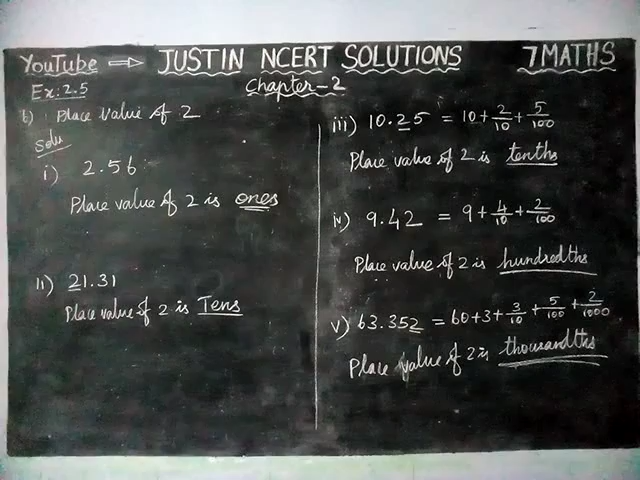 YouTube ⇒ JUSTIN NCERT SOLUTIONS 7 MATHS
Chapter-2
Ex:2.5
6) Place value of 2
Solu
i) 2.56
Place value of 2 is ones
ii) 21.31
Place value of 2 is Tens
iii) 10.25 = 10+2/10+5/100
Place value of 2 is tenths
iv) 9.42 = 9+4/10+2/100
Place value of 2 is hundredths
v) 63.352 = 60+3+3/10+5/100+2/1000
Place value of 2 is thousandths